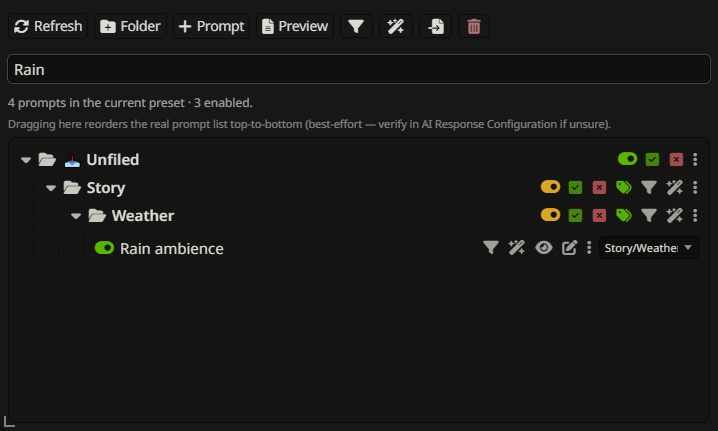 Refresh Folder Prompt Preview
Rain
4 prompts in the current preset · 3 enabled.
Dragging here reorders the real prompt list top-to-bottom (best-effort — verify in AI Response Configuration if unsure).
Unfiled
Story
Weather
Rain ambience Story/Weathe